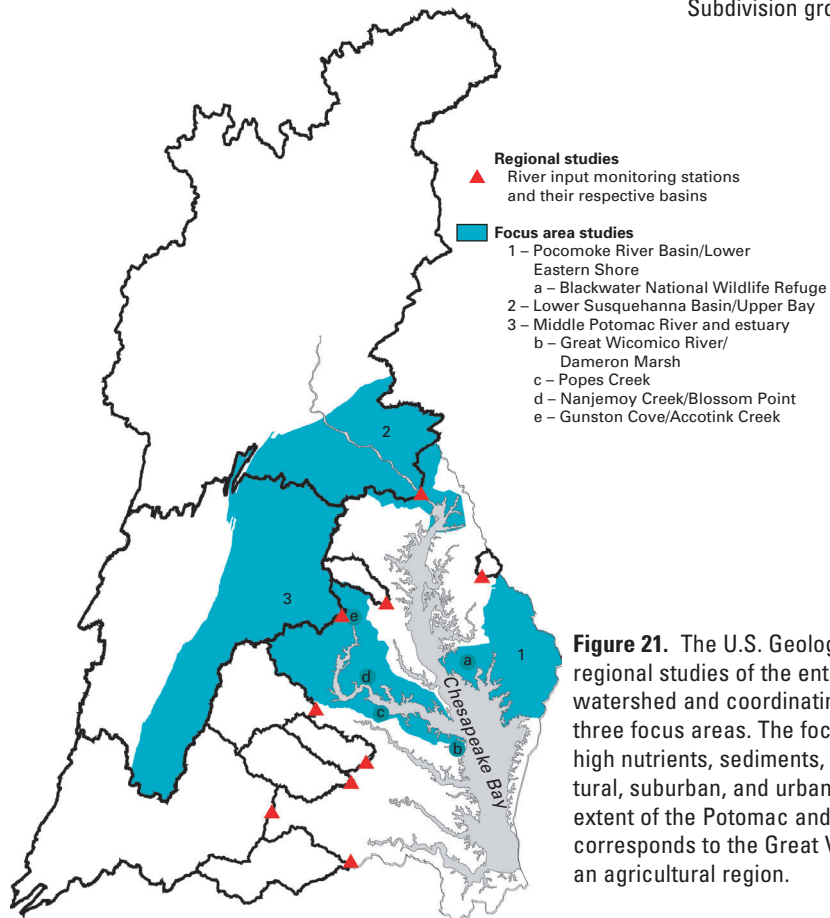 Subdivision
Regional studies
River input monitoring stations
and their respective basins
Focus area studies
1 – Pocomoke River Basin/Lower
Eastern Shore
a – Blackwater National Wildlife Refuge
2 – Lower Susquehanna Basin/Upper Bay
3 – Middle Potomac River and estuary
b – Great Wicomico River/
Dameron Marsh
c – Popes Creek
d – Nanjemoy Creek/Blossom Point
e – Gunston Cove/Accotink Creek
2
3
e
1
a
d
c
b
Chesapeake Bay
Figure 21. The U.S. Geolog
regional studies of the ent
watershed and coordinatin
three focus areas. The foc
high nutrients, sediments,
tural, suburban, and urban
extent of the Potomac and
corresponds to the Great V
an agricultural region.